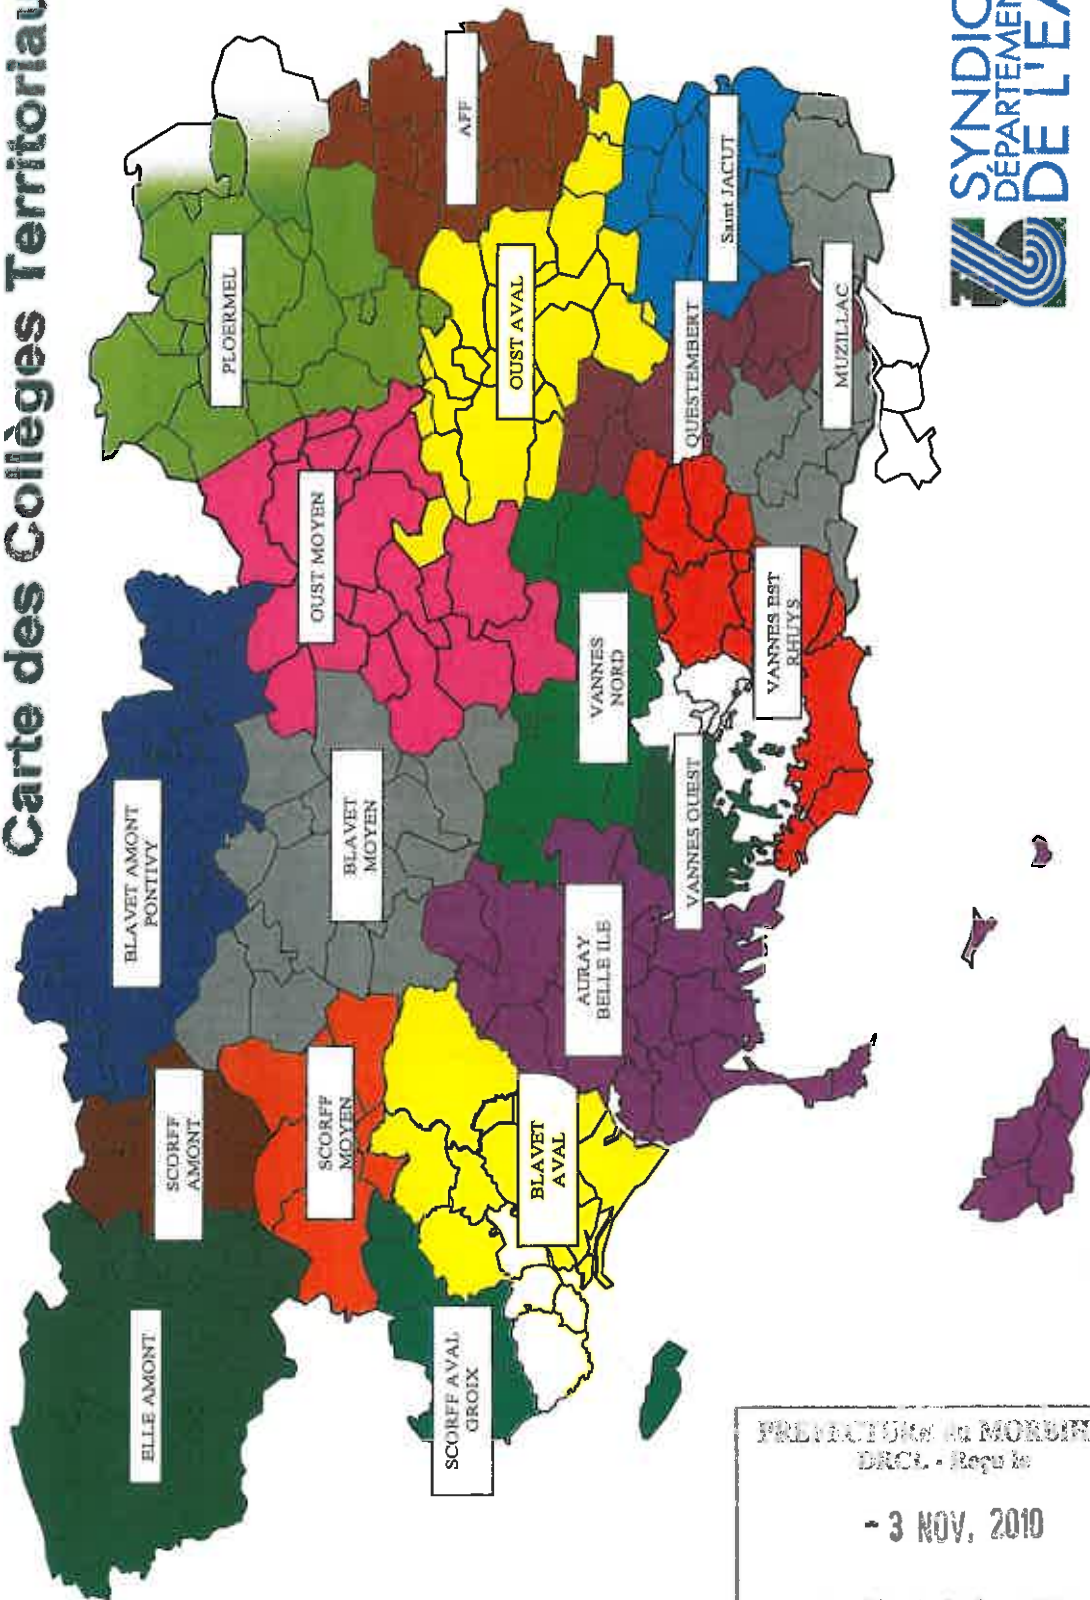 Carte des Collèges
SYNDIC
DE L'EA
PLOERMEL
AFF
OUST MOYEN
OUST AVAL
Saint JACUT
QUESTEMBERT
MUZILLAC
BLAVET AMONT
PONTIVY
BLAVET
MOYEN
VANNES
NORD
VANNES EST
RHUYS
VANNES OUEST
AURAY
BELLE ILE
SCORFF
AMONT
SCORFF
MOYEN
BLAVET
AVAL
ELLE AMONT
SCORFF AVAL
GROIX
DRCL - Reçu le
- 3 NOV. 2010